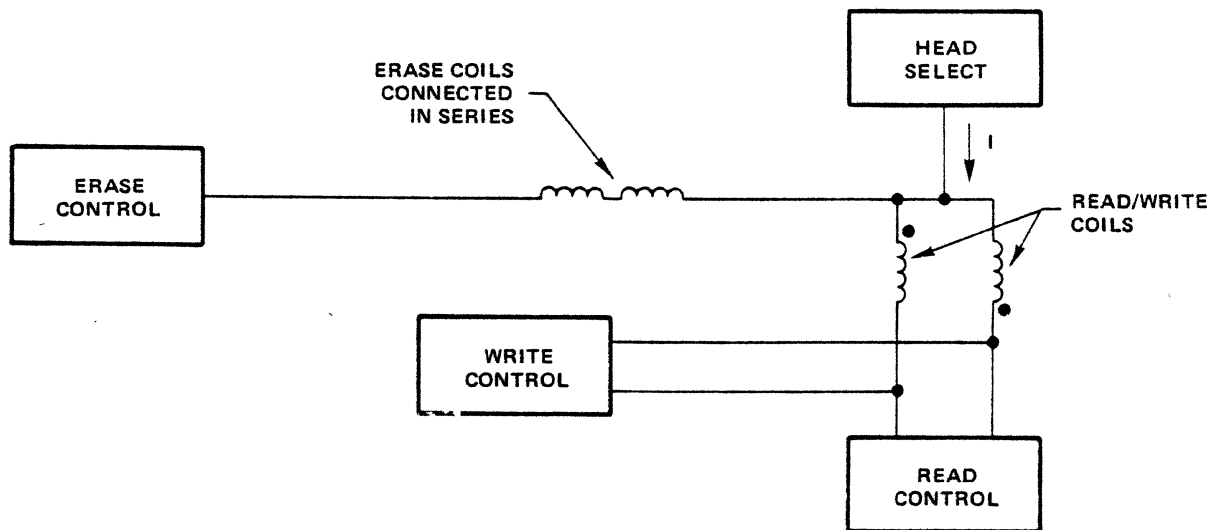 HEAD
SELECT
ERASE COILS
CONNECTED
IN SERIES
I
ERASE
CONTROL
READ/WRITE
COILS
WRITE
CONTROL
READ
CONTROL